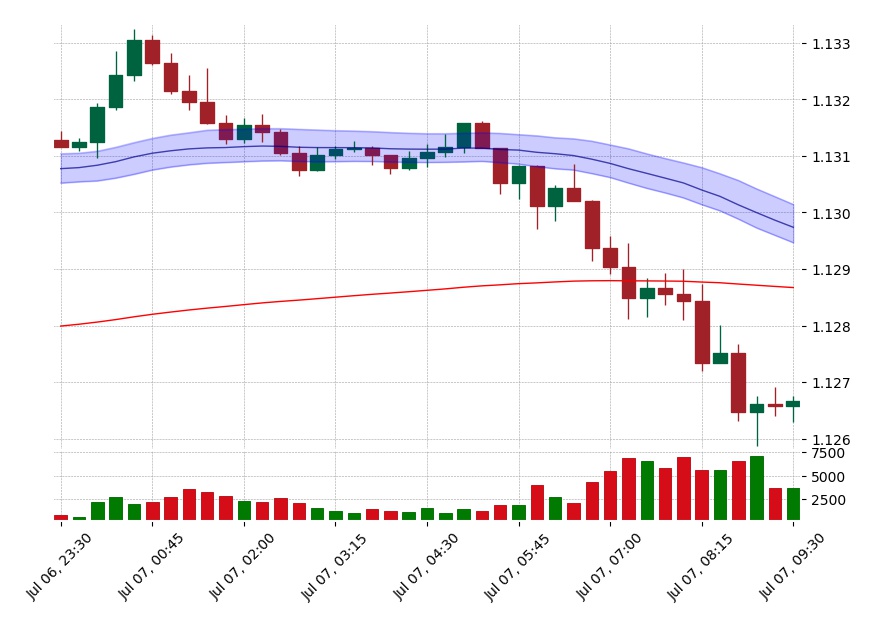 1.133
1.132
1.131
1.130
1.129
1.128
1.127
1.126
7500
5000
2500
Jul 06, 23:30
Jul 07, 00:45
Jul 07, 02:00
Jul 07, 03:15
Jul 07, 04:30
Jul 07, 05:45
Jul 07, 07:00
Jul 07, 08:15
Jul 07, 09:30